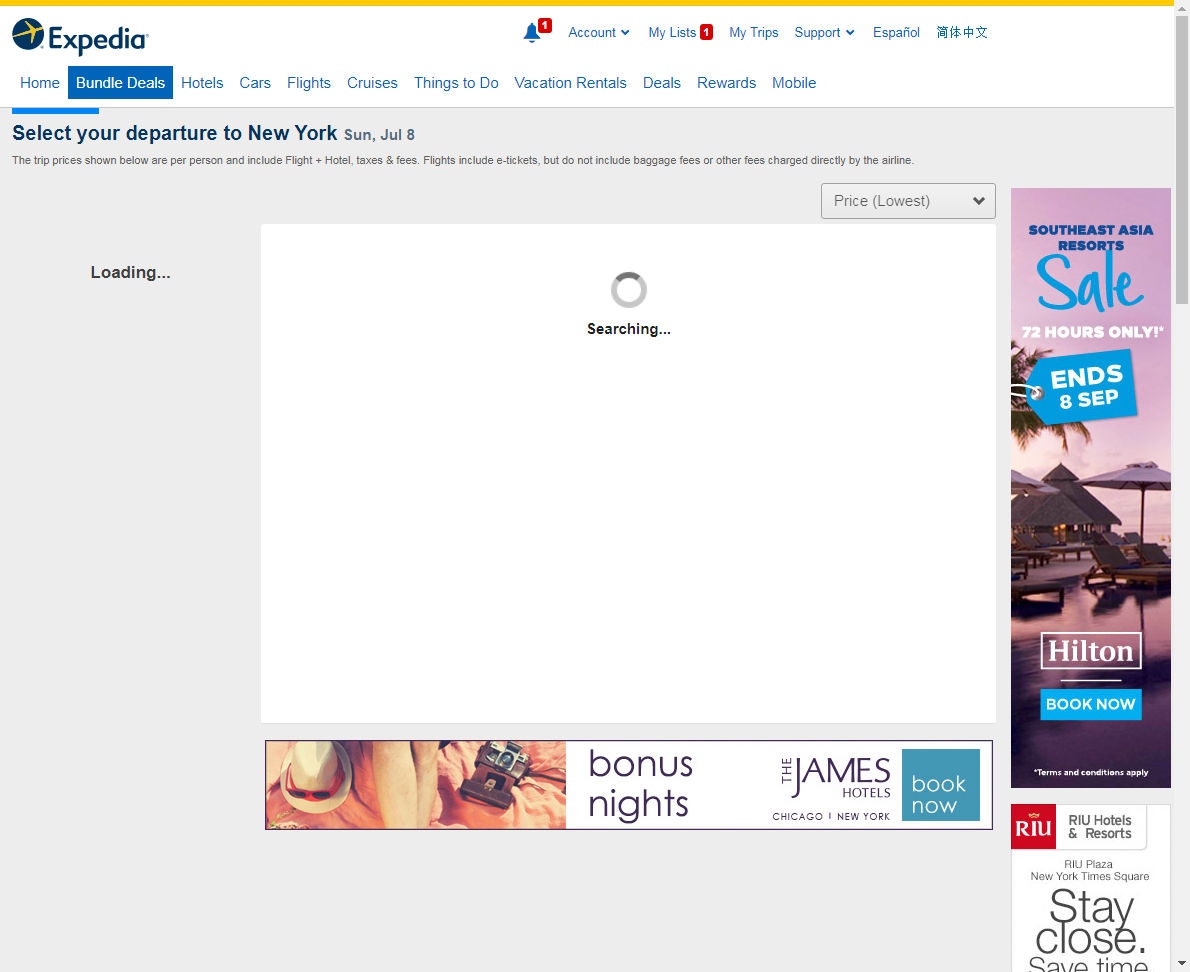 Expedia
1
Account
My Lists 1
My Trips
Support
Español
简体中文
Home
Bundle Deals
Hotels
Cars
Flights
Cruises
Things to Do
Vacation Rentals
Deals
Rewards
Mobile
Select your departure to New York Sun, Jul 8
The trip prices shown below are per person and include Flight + Hotel, taxes & fees. Flights include e-tickets, but do not include baggage fees or other fees charged directly by the airline.
Price (Lowest)
Loading...
Searching...
SOUTHEAST ASIA
RESORTS
Sale
72 HOURS ONLY!*
ENDS
8 SEP
Hilton
BOOK NOW
*Terms and conditions apply
bonus
nights
THE JAMES
HOTELS
CHICAGO | NEW YORK
book
now
RIU
RIU Hotels
& Resorts
RIU Plaza
New York Times Square
Stay
close.
Save time